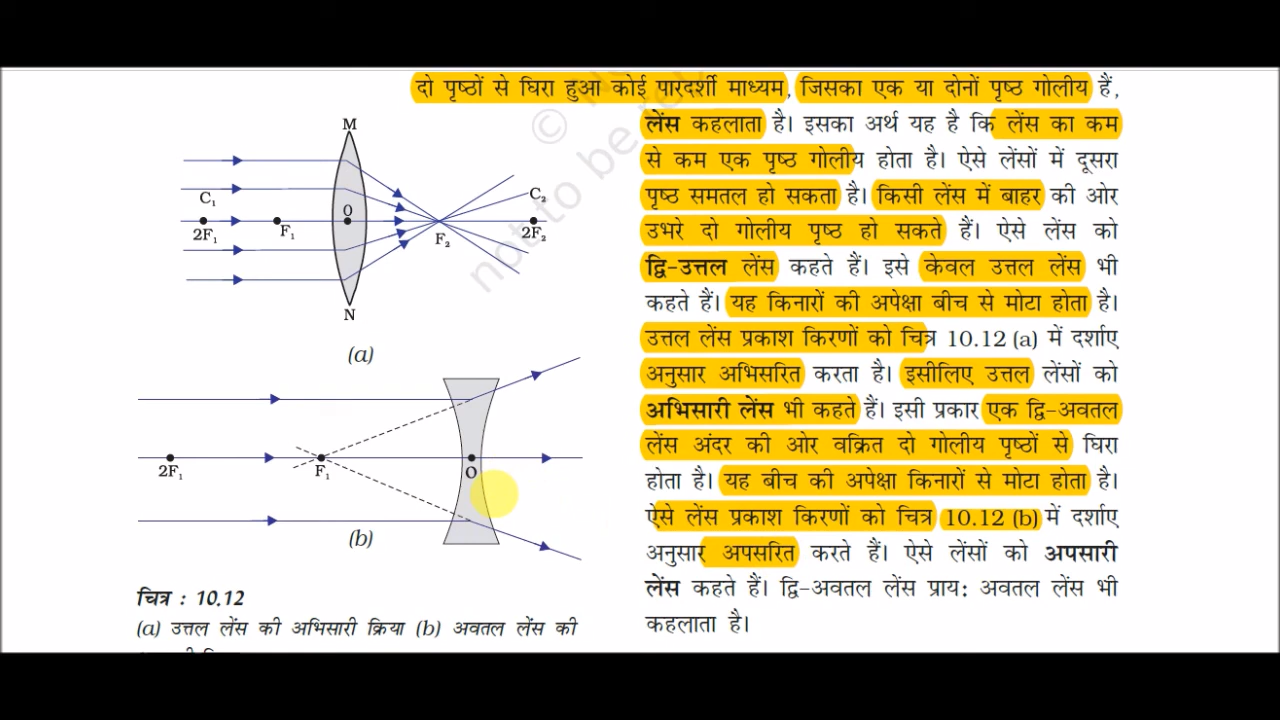 दो पृष्ठों से घिरा हुआ कोई पारदर्शी माध्यम, जिसका एक या दोनों पृष्ठ गोलीय हैं,
लेंस कहलाता है। इसका अर्थ यह है कि लेंस का कम
से कम एक पृष्ठ गोलीय होता है। ऐसे लेंसों में दूसरा
पृष्ठ समतल हो सकता है। किसी लेंस में बाहर की ओर
उभरे दो गोलीय पृष्ठ हो सकते हैं। ऐसे लेंस को
द्वि-उत्तल लेंस कहते हैं। इसे केवल उत्तल लेंस भी
कहते हैं। यह किनारों की अपेक्षा बीच से मोटा होता है।
उत्तल लेंस प्रकाश किरणों को चित्र 10.12 (a) में दर्शाए
अनुसार अभिसरित करता है। इसीलिए उत्तल लेंसों को
अभिसारी लेंस भी कहते हैं। इसी प्रकार एक द्वि-अवतल
लेंस अंदर की ओर वक्रित दो गोलीय पृष्ठों से घिरा
होता है। यह बीच की अपेक्षा किनारों से मोटा होता है।
ऐसे लेंस प्रकाश किरणों को चित्र 10.12 (b) में दर्शाए
अनुसार अपसरित करते हैं। ऐसे लेंसों को अपसारी
लेंस कहते हैं। द्वि-अवतल लेंस प्राय: अवतल लेंस भी
कहलाता है।
M
C₁
C₂
O
2F₁
F₁
F₂
2F₂
N
(a)
2F₁
F₁
O
(b)
चित्र : 10.12
(a) उत्तल लेंस की अभिसारी क्रिया (b) अवतल लेंस की
©
not to be